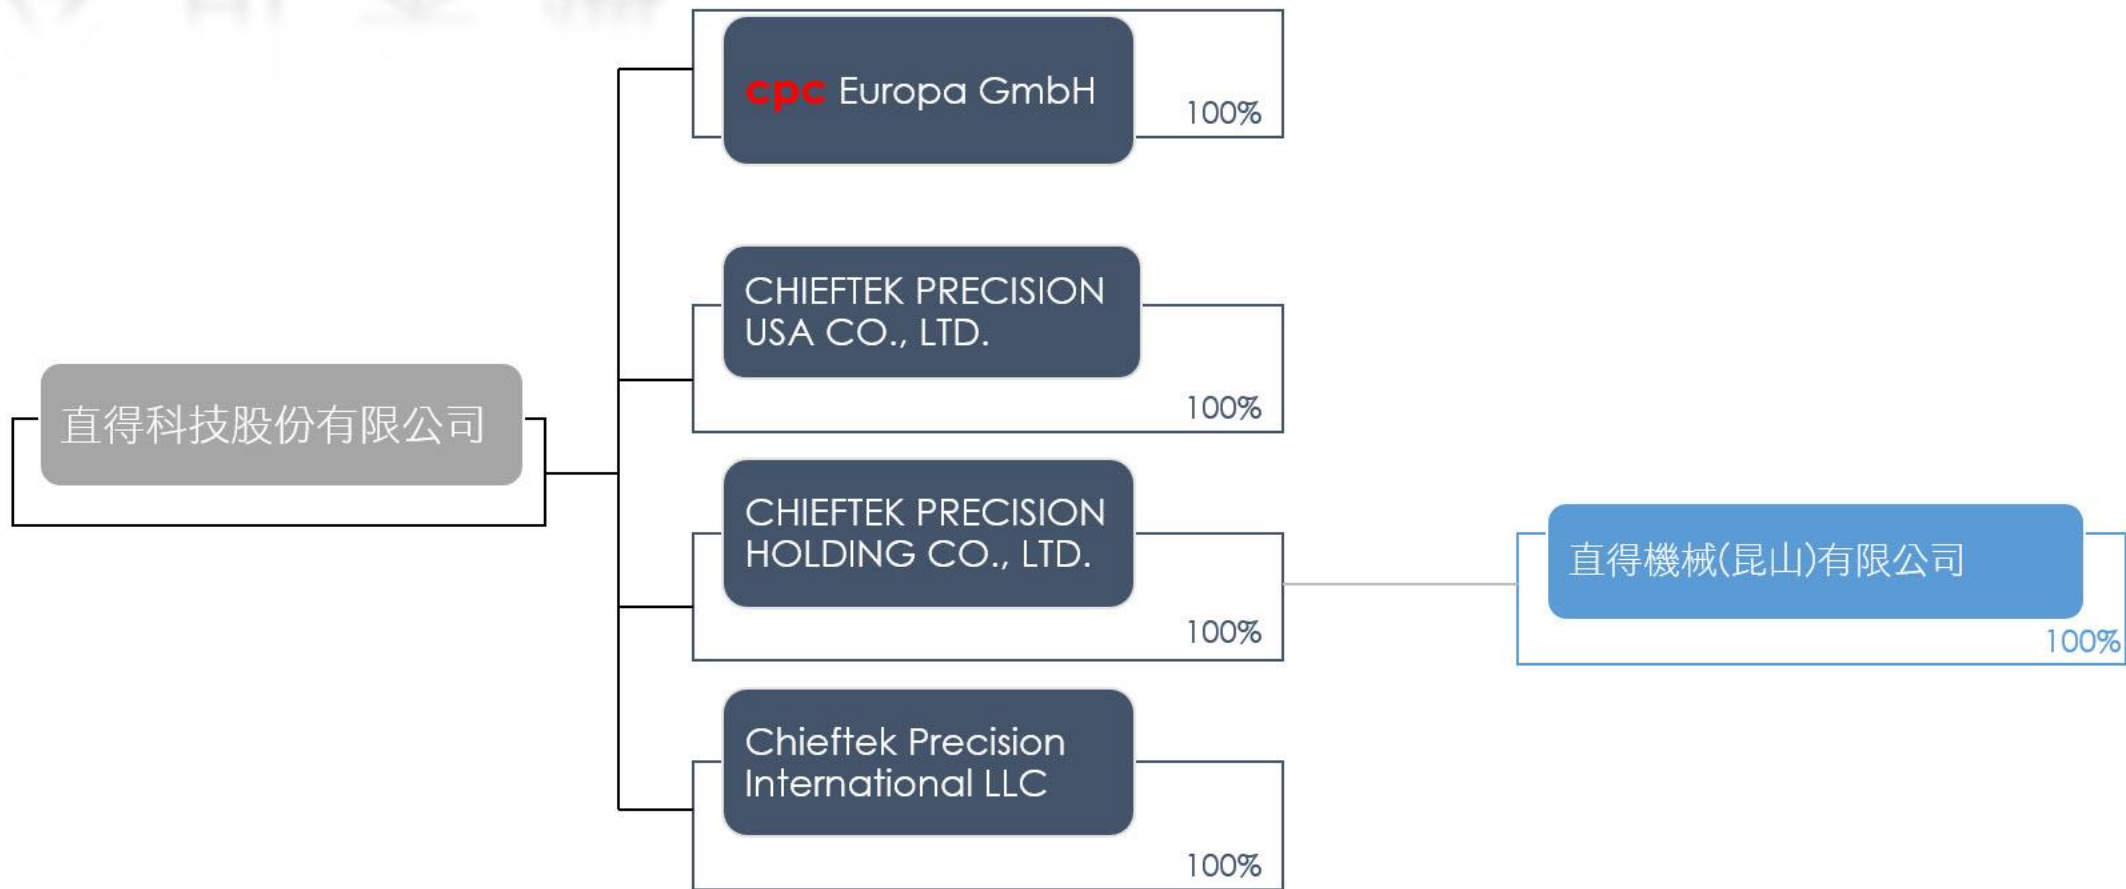 cpc Europa GmbH
100%
CHIEFTEK PRECISION
USA CO., LTD.
100%
直得科技股份有限公司
CHIEFTEK PRECISION
HOLDING CO., LTD.
100%
直得機械(昆山)有限公司
100%
Chieftek Precision
International LLC
100%